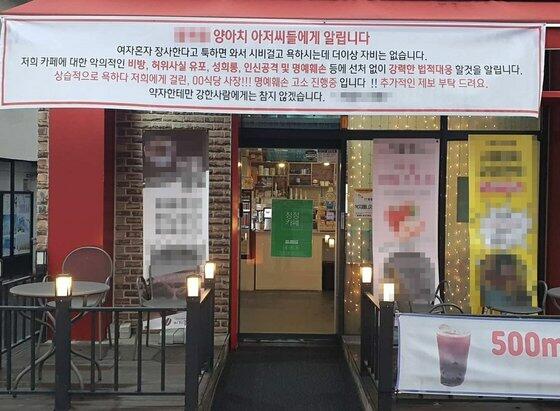 양아치 아저씨들에게 알립니다
여자혼자 장사한다고 툭하면 와서 시비걸고 욕하시는데 더이상 자비는 없습니다.
저희 카페에 대한 악의적인 비방, 허위사실 유포, 성희롱, 인신공격 및 명예훼손 등에 선처 없이 강력한 법적대응 할것을 알립니다.
상습적으로 욕하다 저희에게 걸린, 00식당 사장!!! 명예훼손 고소 진행중 입니다 !! 추가적인 제보 부탁 드려요.
약자한테만 강한사람에게는 참지 않겠습니다.
청정
카페
500m